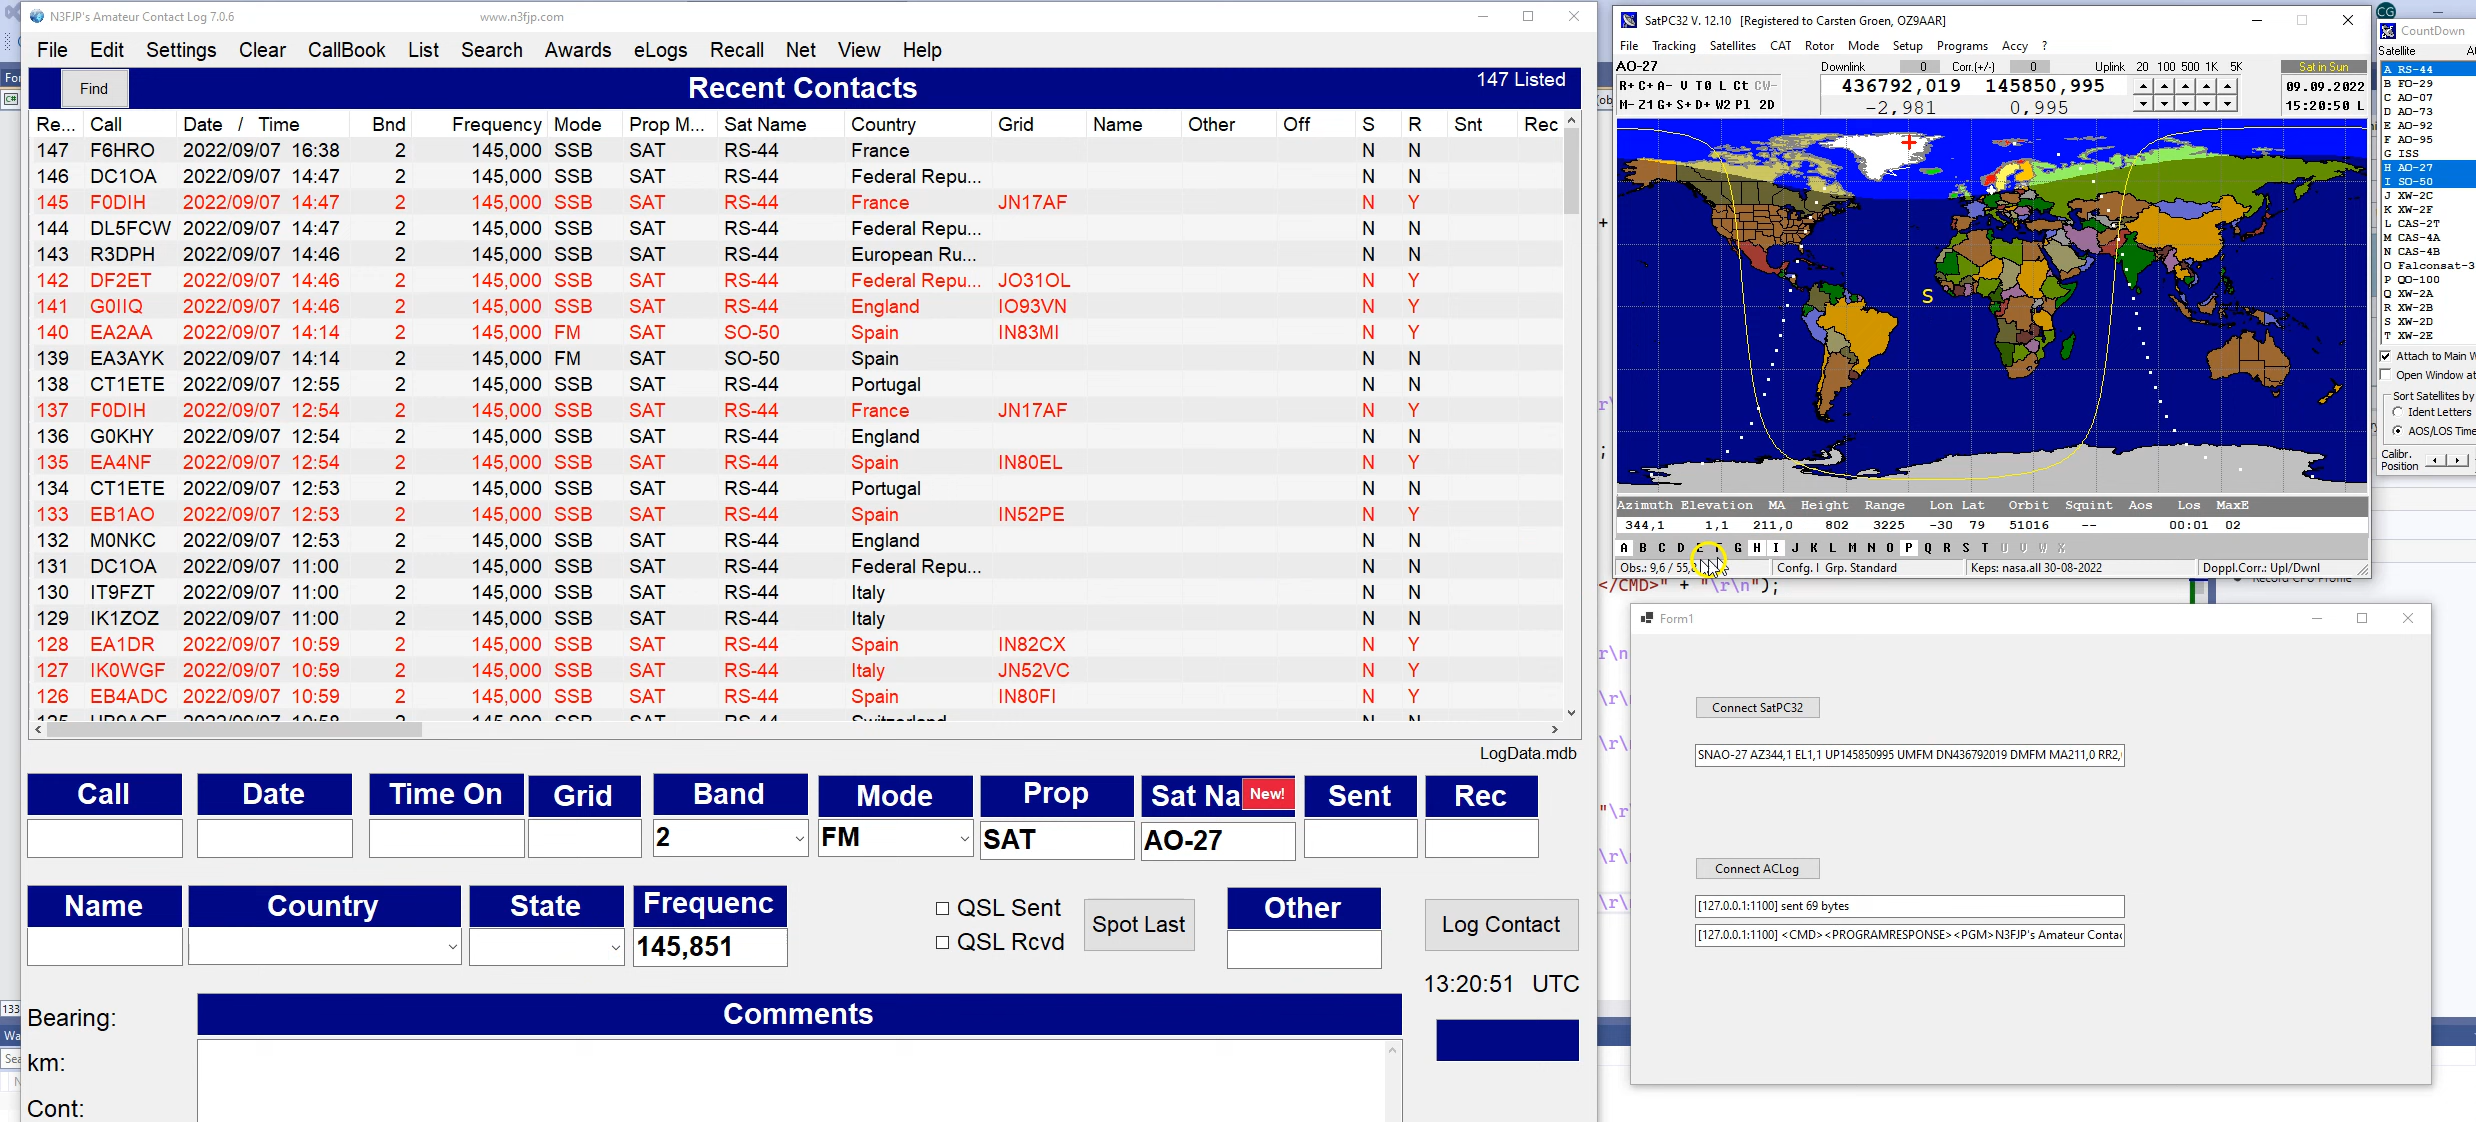 N3FJP's Amateur Contact Log 7.0.6
www.n3fjp.com
File Edit Settings Clear CallBook List Search Awards eLogs Recall Net View Help
Find
Recent Contacts
147 Listed
Re... Call Date / Time Bnd Frequency Mode Prop M... Sat Name Country Grid Name Other Off S R Snt Rec
147 F6HRO 2022/09/07 16:38 2 145,000 SSB SAT RS-44 France N N
146 DC1OA 2022/09/07 14:47 2 145,000 SSB SAT RS-44 Federal Repu... N N
145 F0DIH 2022/09/07 14:47 2 145,000 SSB SAT RS-44 France JN17AF N Y
144 DL5FCW 2022/09/07 14:47 2 145,000 SSB SAT RS-44 Federal Repu... N N
143 R3DPH 2022/09/07 14:46 2 145,000 SSB SAT RS-44 European Ru... N N
142 DF2ET 2022/09/07 14:46 2 145,000 SSB SAT RS-44 Federal Repu... JO31OL N Y
141 G0IIQ 2022/09/07 14:46 2 145,000 SSB SAT RS-44 England IO93VN N Y
140 EA2AA 2022/09/07 14:14 2 145,000 FM SAT SO-50 Spain IN83MI N Y
139 EA3AYK 2022/09/07 14:14 2 145,000 FM SAT SO-50 Spain N N
138 CT1ETE 2022/09/07 12:55 2 145,000 SSB SAT RS-44 Portugal N N
137 F0DIH 2022/09/07 12:54 2 145,000 SSB SAT RS-44 France JN17AF N Y
136 G0KHY 2022/09/07 12:54 2 145,000 SSB SAT RS-44 England N N
135 EA4NF 2022/09/07 12:54 2 145,000 SSB SAT RS-44 Spain IN80EL N Y
134 CT1ETE 2022/09/07 12:53 2 145,000 SSB SAT RS-44 Portugal N N
133 EB1AO 2022/09/07 12:53 2 145,000 SSB SAT RS-44 Spain IN52PE N Y
132 M0NKC 2022/09/07 12:53 2 145,000 SSB SAT RS-44 England N N
131 DC1OA 2022/09/07 11:00 2 145,000 SSB SAT RS-44 Federal Repu... N N
130 IT9FZT 2022/09/07 11:00 2 145,000 SSB SAT RS-44 Italy N N
129 IK1ZOZ 2022/09/07 11:00 2 145,000 SSB SAT RS-44 Italy N N
128 EA1DR 2022/09/07 10:59 2 145,000 SSB SAT RS-44 Spain IN82CX N Y
127 IK0WGF 2022/09/07 10:59 2 145,000 SSB SAT RS-44 Italy JN52VC N Y
126 EB4ADC 2022/09/07 10:59 2 145,000 SSB SAT RS-44 Spain IN80FI N Y
LogData.mdb
Call Date Time On Grid Band Mode Prop Sat Na New! Sent Rec
2 FM SAT AO-27
Name Country State Frequenc
145,851
QSL Sent
QSL Rcvd
Spot Last
Other
Log Contact
13:20:51 UTC
Bearing:
km:
Cont:
Comments
SatPC32 V. 12.10 [Registered to Carsten Groen, OZ9AAR]
File Tracking Satellites CAT Rotor Mode Setup Programs Accy ?
AO-27 Downlink 0 Corr.(+/-) 0 Uplink 20 100 500 1K 5K Sat in Sun
R+ C+ A- V T0 L Ct CW- 436792,019 145850,995 09.09.2022
M- Z1 G+ S+ D+ W2 P1 2D -2,981 0,995 15:20:50 L
S
Azimuth Elevation MA Height Range Lon Lat Orbit Squint Aos Los MaxE
344,1 1,1 211,0 802 3225 -30 79 51016 -- 00:01 02
A B C D E F G H I J K L M N O P Q R S T U V W X
Obs.: 9,6 / 55, Confg. I Grp. Standard Keps: nasa.all 30-08-2022 Doppl.Corr.: Upl/Dwnl
CG
CountDown
Satellite
A RS-44
B FO-29
C AO-07
D AO-73
E AO-92
F AO-95
G ISS
H AO-27
I SO-50
J XW-2C
K XW-2F
L CAS-2T
M CAS-4A
N CAS-4B
O Falconsat-3
P QO-100
Q XW-2A
R XW-2B
S XW-2D
T XW-2E
Attach to Main W
Open Window at
Sort Satellites by
Ident Letters
AOS/LOS Time
Calibr.
Position
</CMD>" + "\r\n");
Form1
Connect SatPC32
SNAO-27 AZ344,1 EL1,1 UP145850995 UMFM DN436792019 DMFM MA211,0 RR2,
Connect ACLog
[127.0.0.1:1100] sent 69 bytes
[127.0.0.1:1100] <CMD><PROGRAMRESPONSE><PGM>N3FJP's Amateur Contac